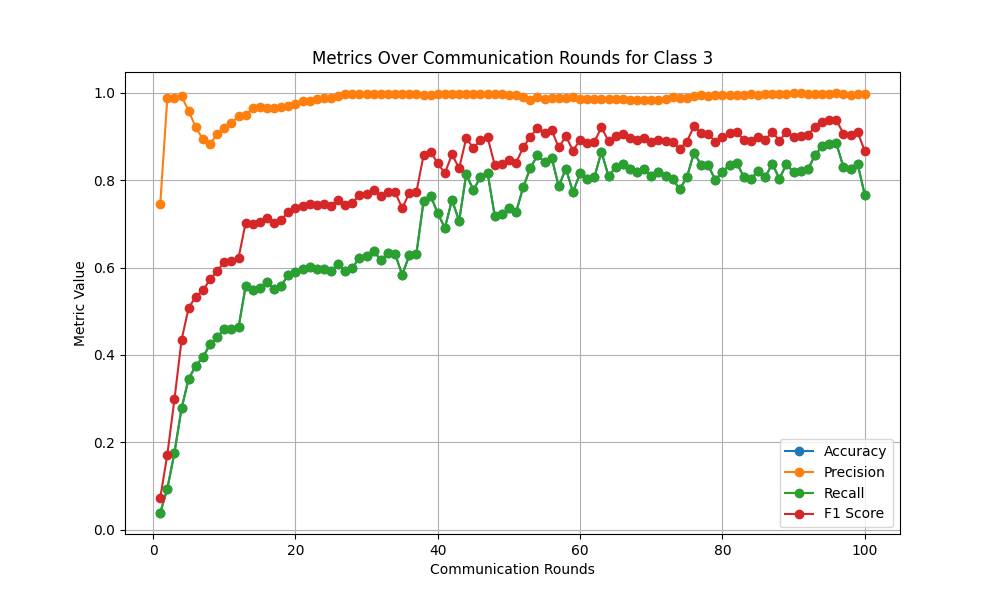 Metrics Over Communication Rounds for Class 3
Metric Value
1.0
0.8
0.6
0.4
0.2
0.0
0
20
40
60
80
100
Communication Rounds
Accuracy
Precision
Recall
F1 Score